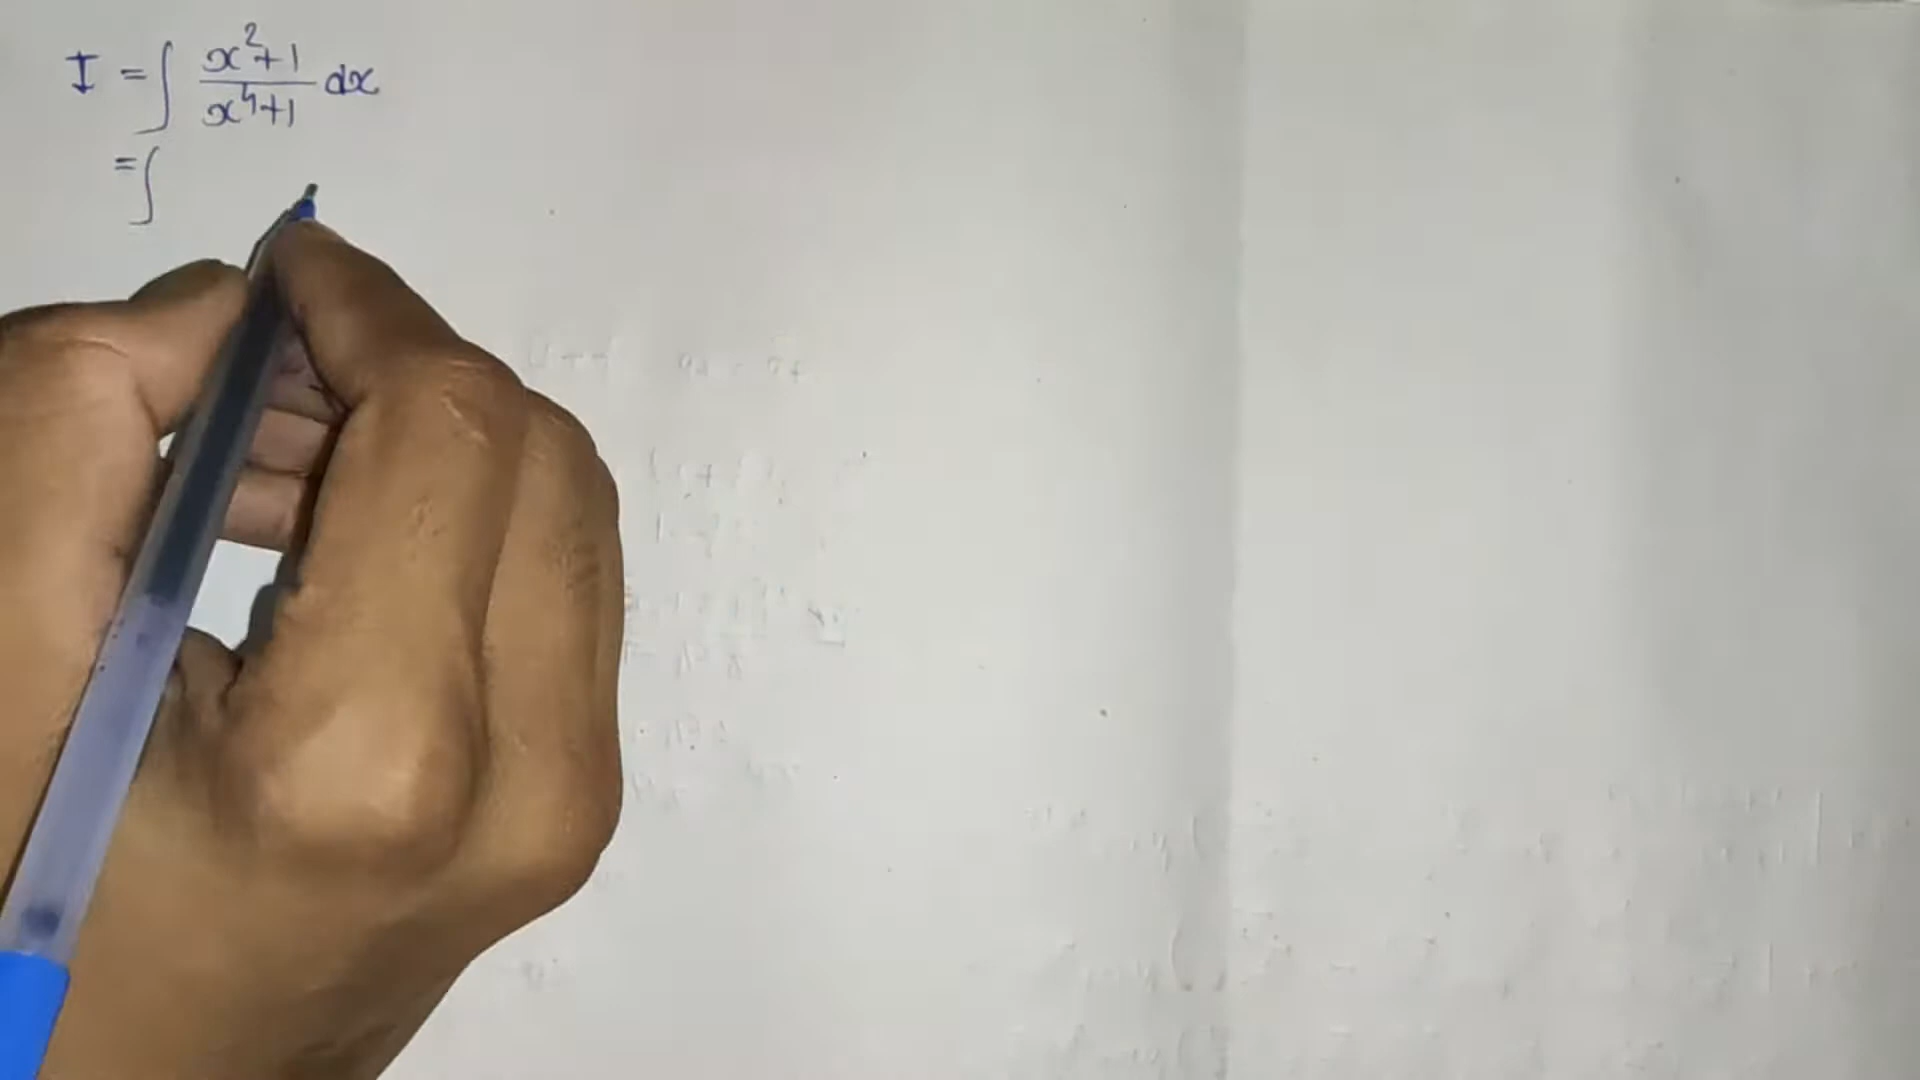 I = ∫ x²+1 / x⁴+1 dx
= ∫